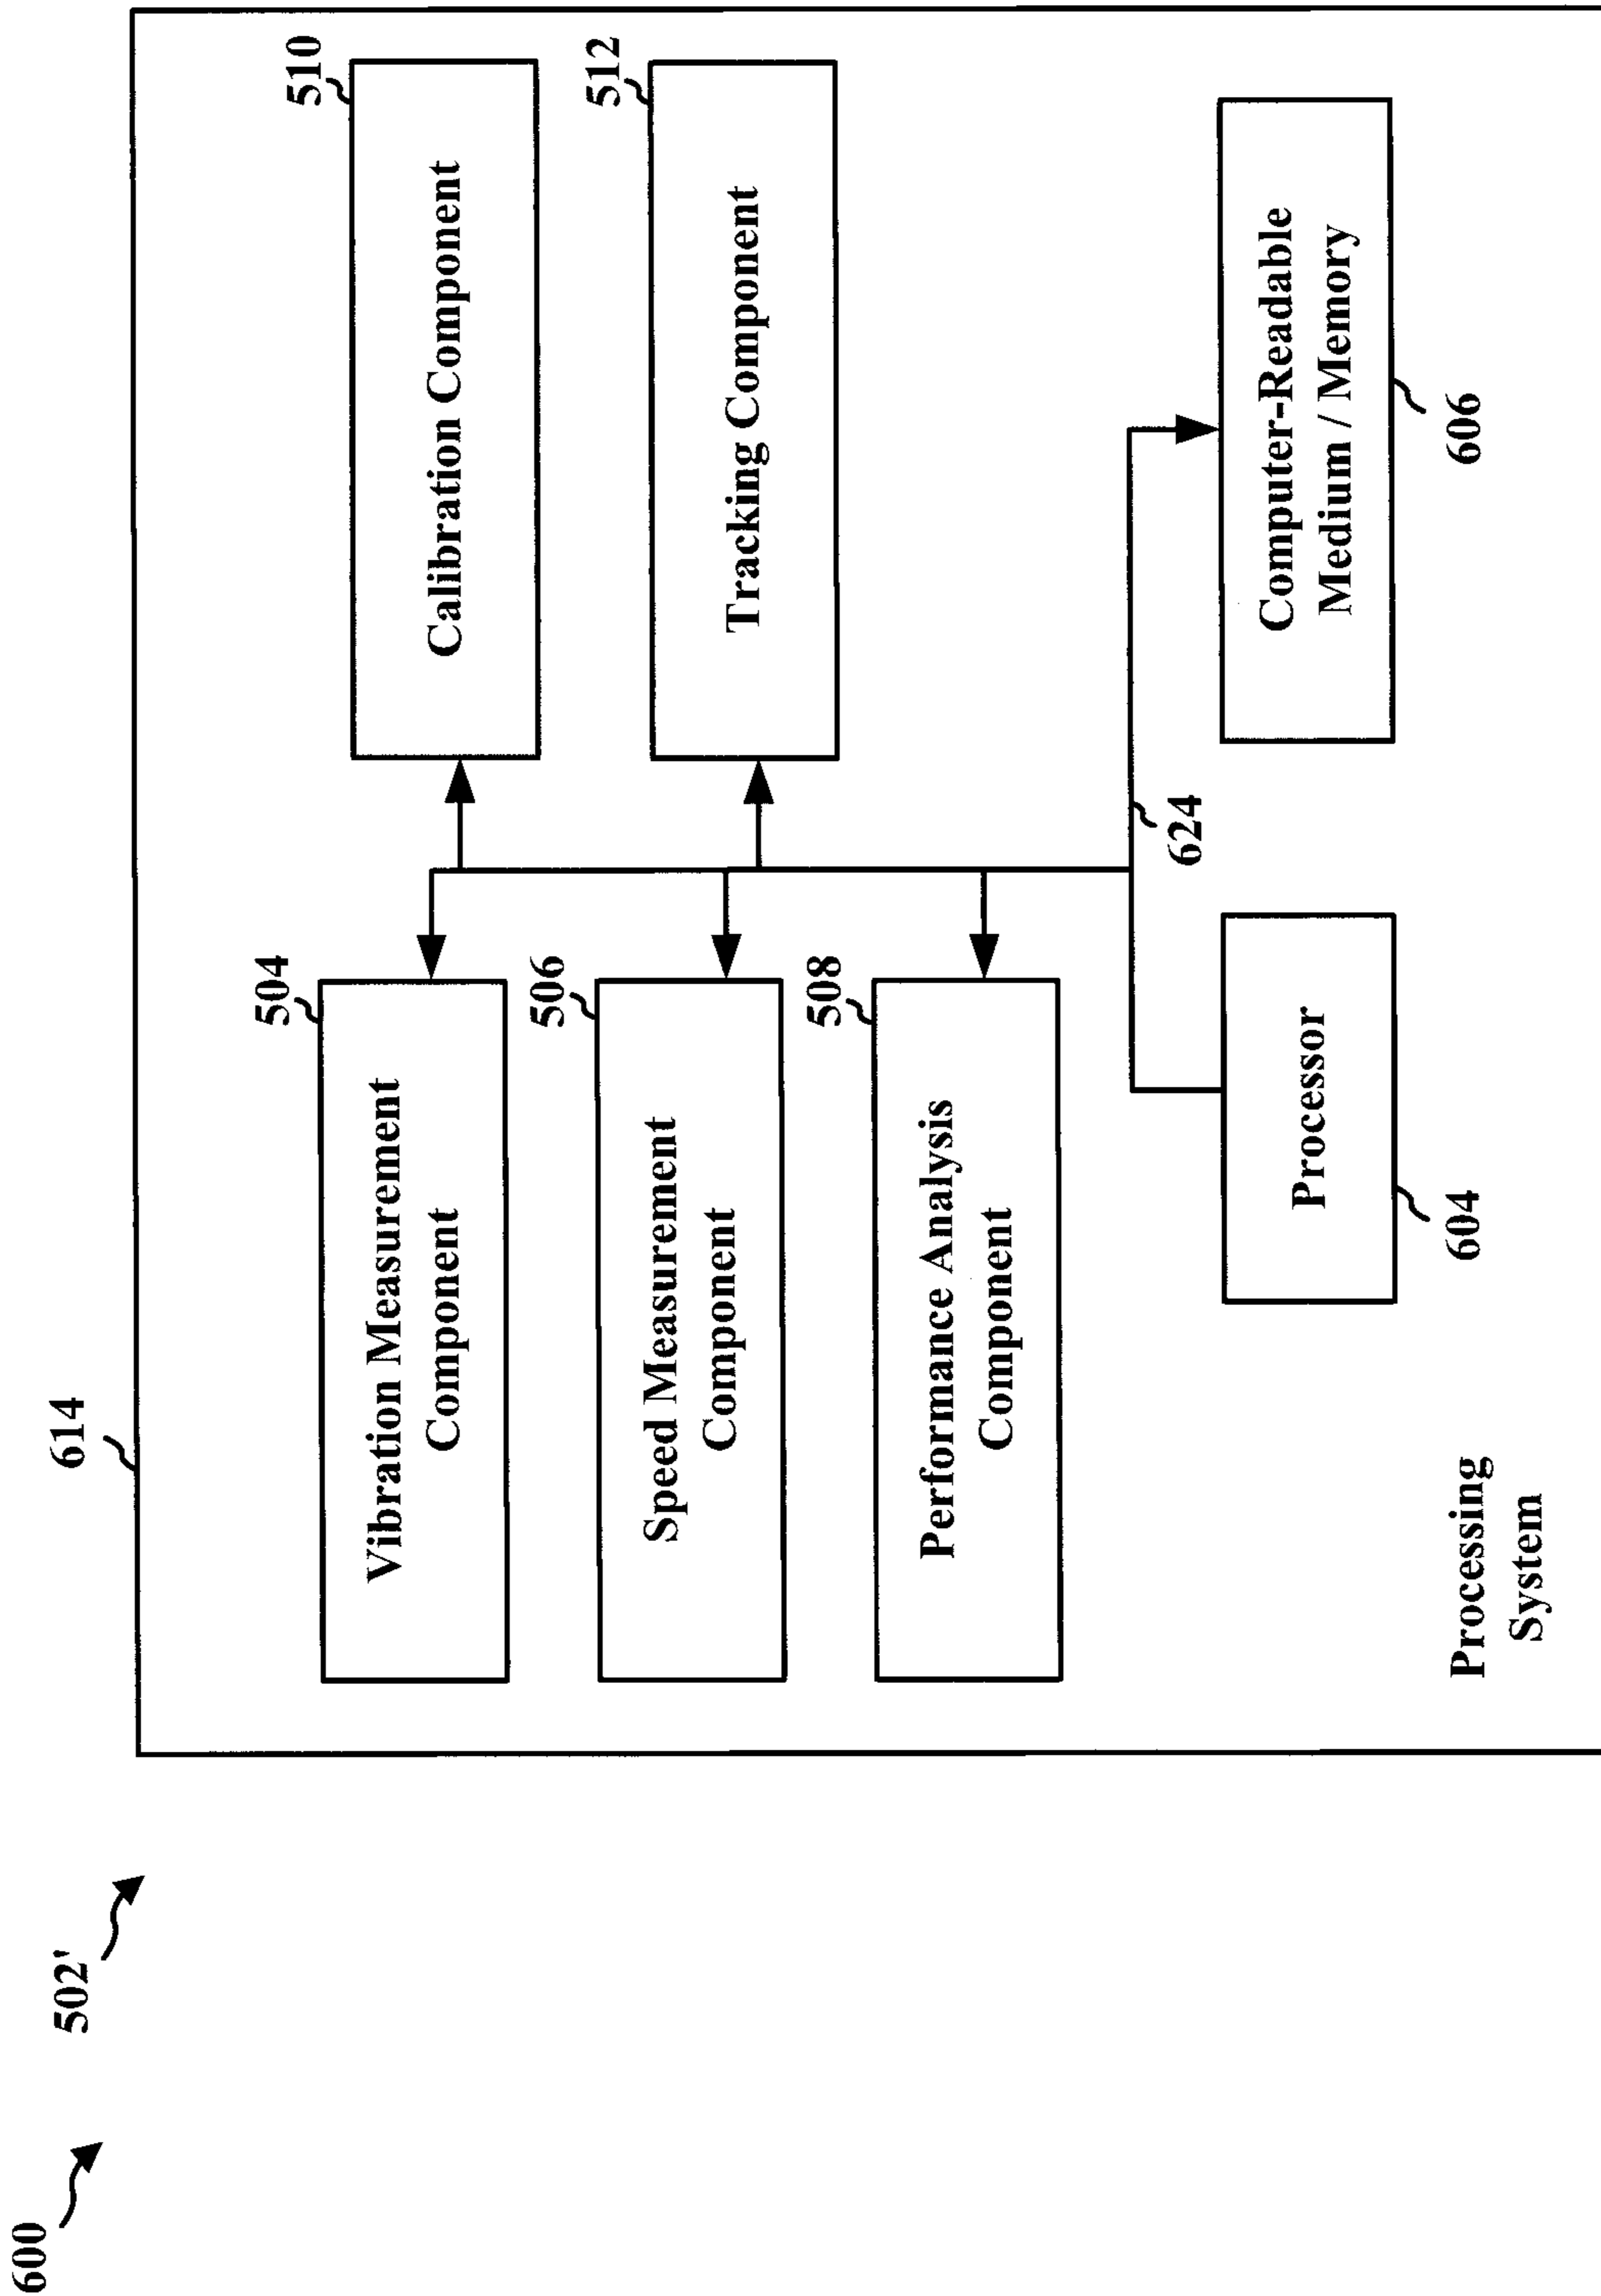 600
502'
614
504
Vibration Measurement
Component
506
Speed Measurement
Component
508
Performance Analysis
Component
510
Calibration Component
512
Tracking Component
624
Processor
604
Computer-Readable
Medium / Memory
606
Processing
System